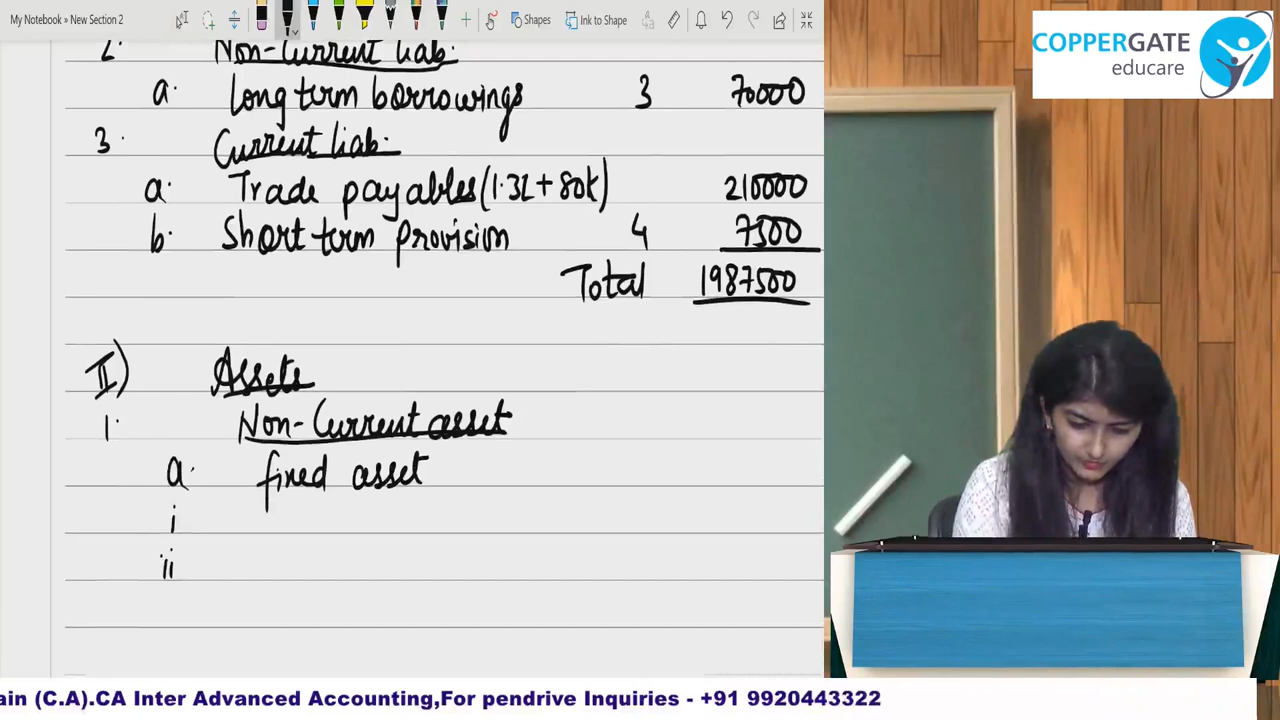 My Notebook » New Section 2
Shapes
Ink to Shape
COPPERGATE
educare
2. Non-Current liab.
a. Long term borrowings 3 70000
3. Current liab.
a. Trade payables (1.3L + 80k) 210000
b. Short term provision 4 7500
Total 1987500
II) Assets
1. Non-Current asset
a. fixed asset
i
ii
ain (C.A).CA Inter Advanced Accounting,For pendrive Inquiries - +91 9920443322